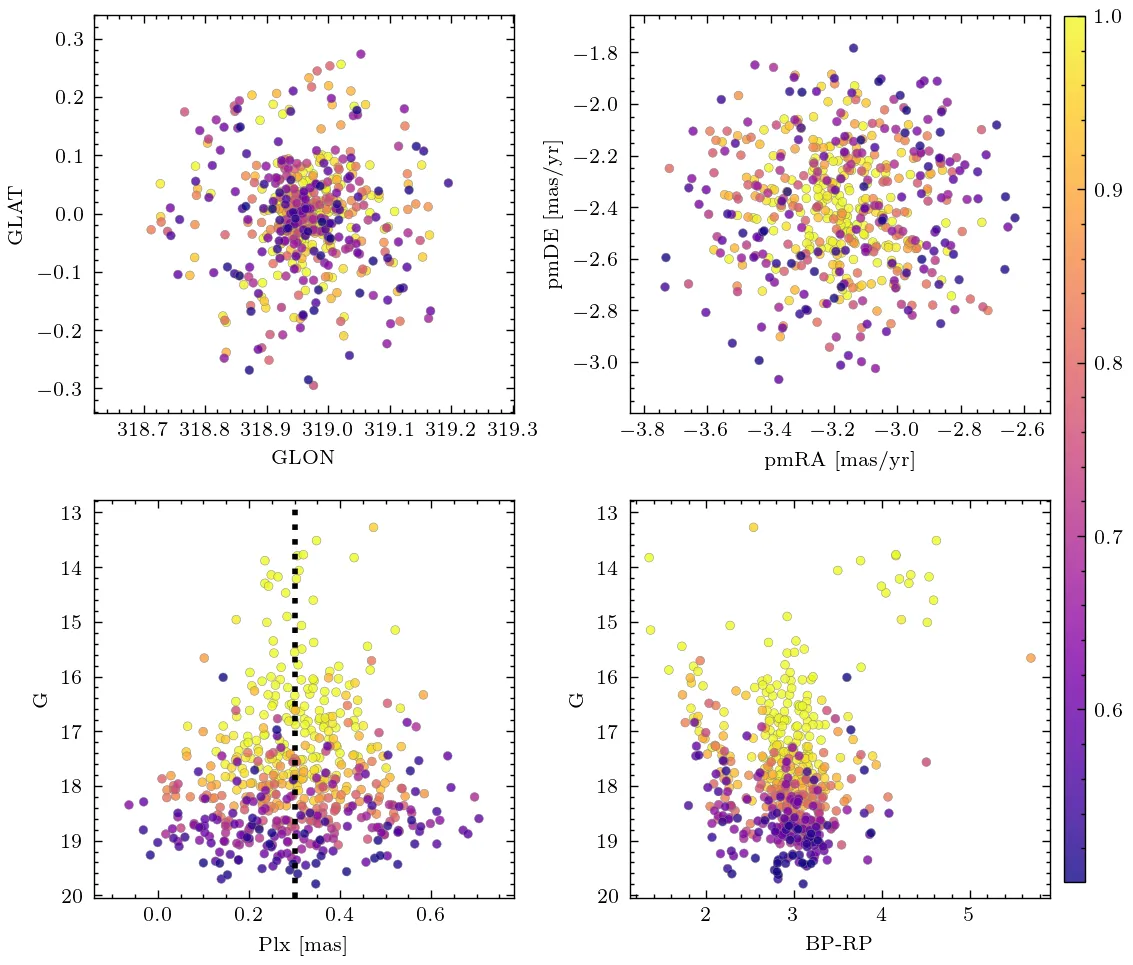 0.3
0.2
0.1
0.0
−0.1
−0.2
−0.3
GLAT
318.7 318.8 318.9 319.0 319.1 319.2 319.3
GLON
−1.8
−2.0
−2.2
−2.4
−2.6
−2.8
−3.0
pmDE [mas/yr]
−3.8 −3.6 −3.4 −3.2 −3.0 −2.8 −2.6
pmRA [mas/yr]
1.0
0.9
0.8
0.7
0.6
13
14
15
16
17
18
19
20
G
0.0 0.2 0.4 0.6
Plx [mas]
13
14
15
16
17
18
19
20
G
2 3 4 5
BP-RP